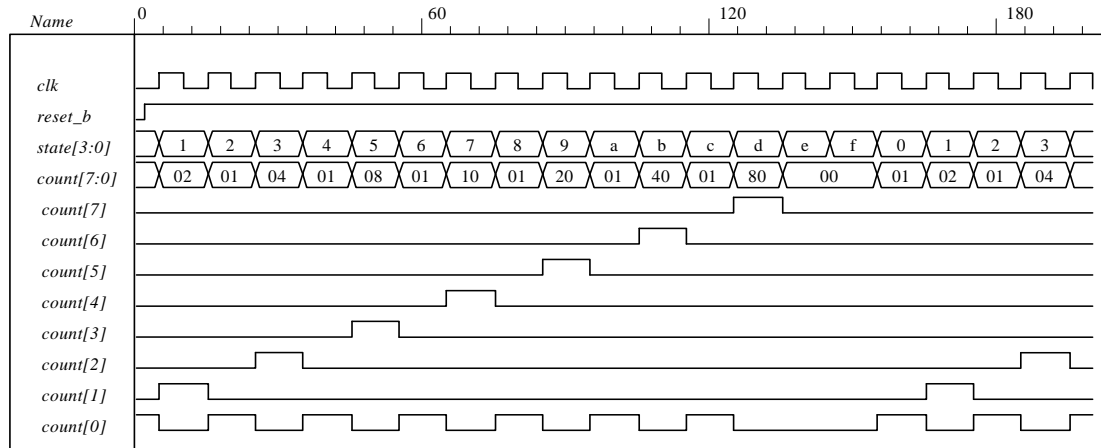 Name 0 60 120 180
clk
reset_b
state[3:0] 1 2 3 4 5 6 7 8 9 a b c d e f 0 1 2 3
count[7:0] 02 01 04 01 08 01 10 01 20 01 40 01 80 00 01 02 01 04
count[7]
count[6]
count[5]
count[4]
count[3]
count[2]
count[1]
count[0]